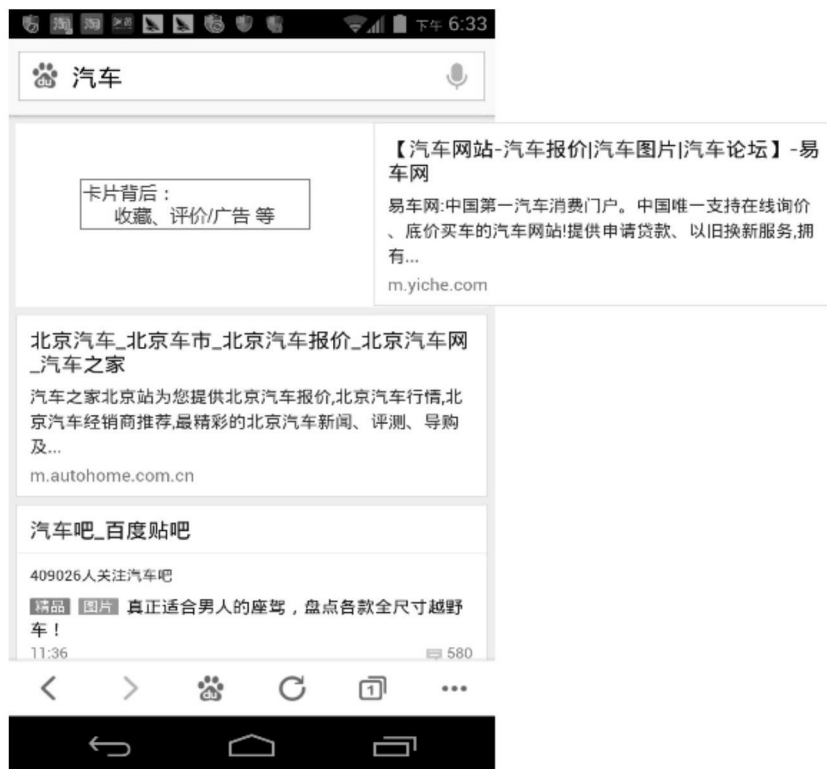 下午 6:33
汽车
【汽车网站-汽车报价|汽车图片|汽车论坛】-易
车网
易车网:中国第一汽车消费门户。中国唯一支持在线询价
、底价买车的汽车网站!提供申请贷款、以旧换新服务,拥
有...
m.yiche.com
卡片背后：
收藏、评价/广告 等
北京汽车_北京车市_北京汽车报价_北京汽车网
_汽车之家
汽车之家北京站为您提供北京汽车报价,北京汽车行情,北
京汽车经销商推荐,最精彩的北京汽车新闻、评测、导购
及...
m.autohome.com.cn
汽车吧_百度贴吧
409026人关注汽车吧
精品 图片 真正适合男人的座驾，盘点各款全尺寸越野
车！
11:36 580
du 1